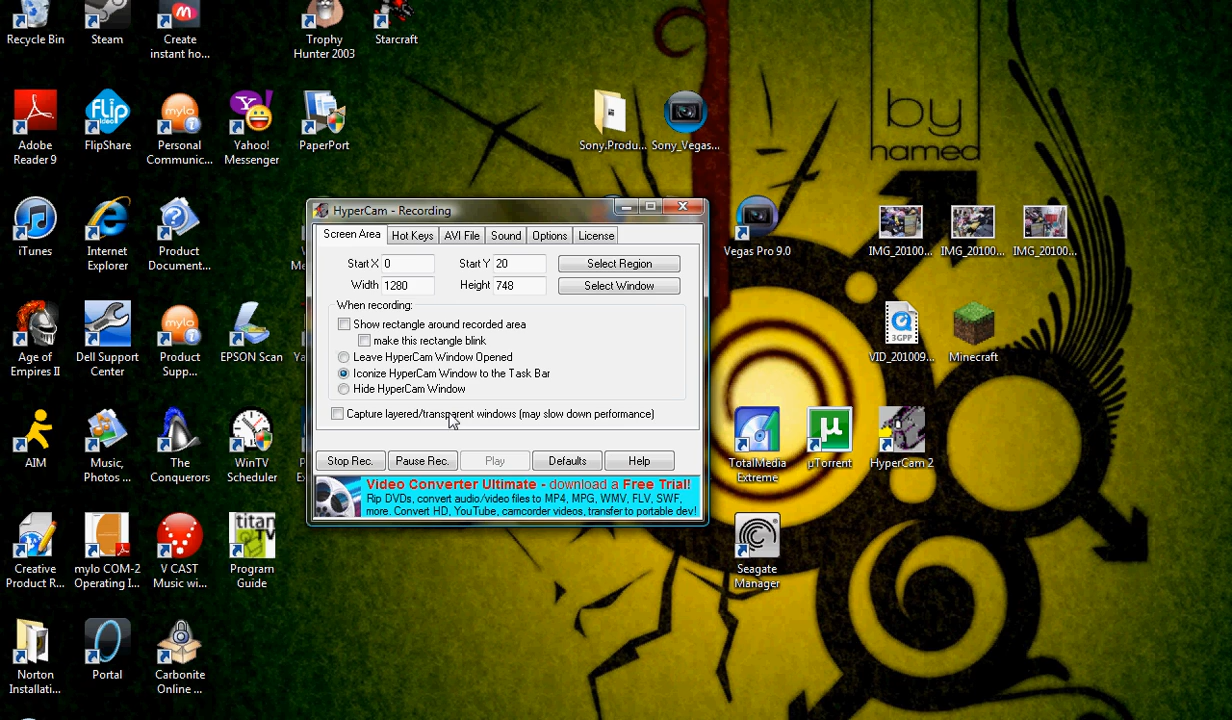 Recycle Bin
Steam
Create
instant ho...
Trophy
Hunter 2003
Starcraft
Adobe
Reader 9
FlipShare
Personal
Communic...
Yahoo!
Messenger
PaperPort
Sony.Produ...
Sony_Vegas...
by
hamed
iTunes
Internet
Explorer
Product
Document...
Vegas Pro 9.0
IMG_20100...
IMG_20100...
IMG_20100...
HyperCam - Recording
Screen Area
Hot Keys
AVI File
Sound
Options
License
Start X
0
Start Y
20
Select Region
Width
1280
Height
748
Select Window
When recording:
Show rectangle around recorded area
make this rectangle blink
Leave HyperCam Window Opened
Iconize HyperCam Window to the Task Bar
Hide HyperCam Window
Capture layered/transparent windows (may slow down performance)
Stop Rec.
Pause Rec.
Play
Defaults
Help
Video Converter Ultimate - download a Free Trial!
Rip DVDs, convert audio/video files to MP4, MPG, WMV, FLV, SWF,
more. Convert HD, YouTube, camcorder videos, transfer to portable dev!
Age of
Empires II
Dell Support
Center
mylo
Product
Supp...
EPSON Scan
3GPP
VID_201009...
Minecraft
AIM
Music,
Photos ...
The
Conquerors
WinTV
Scheduler
TotalMedia
Extreme
µTorrent
HyperCam 2
Creative
Product R...
mylo COM-2
Operating I...
V CAST
Music wi...
titan
TV
Program
Guide
Seagate
Manager
Norton
Installati...
Portal
Carbonite
Online ...